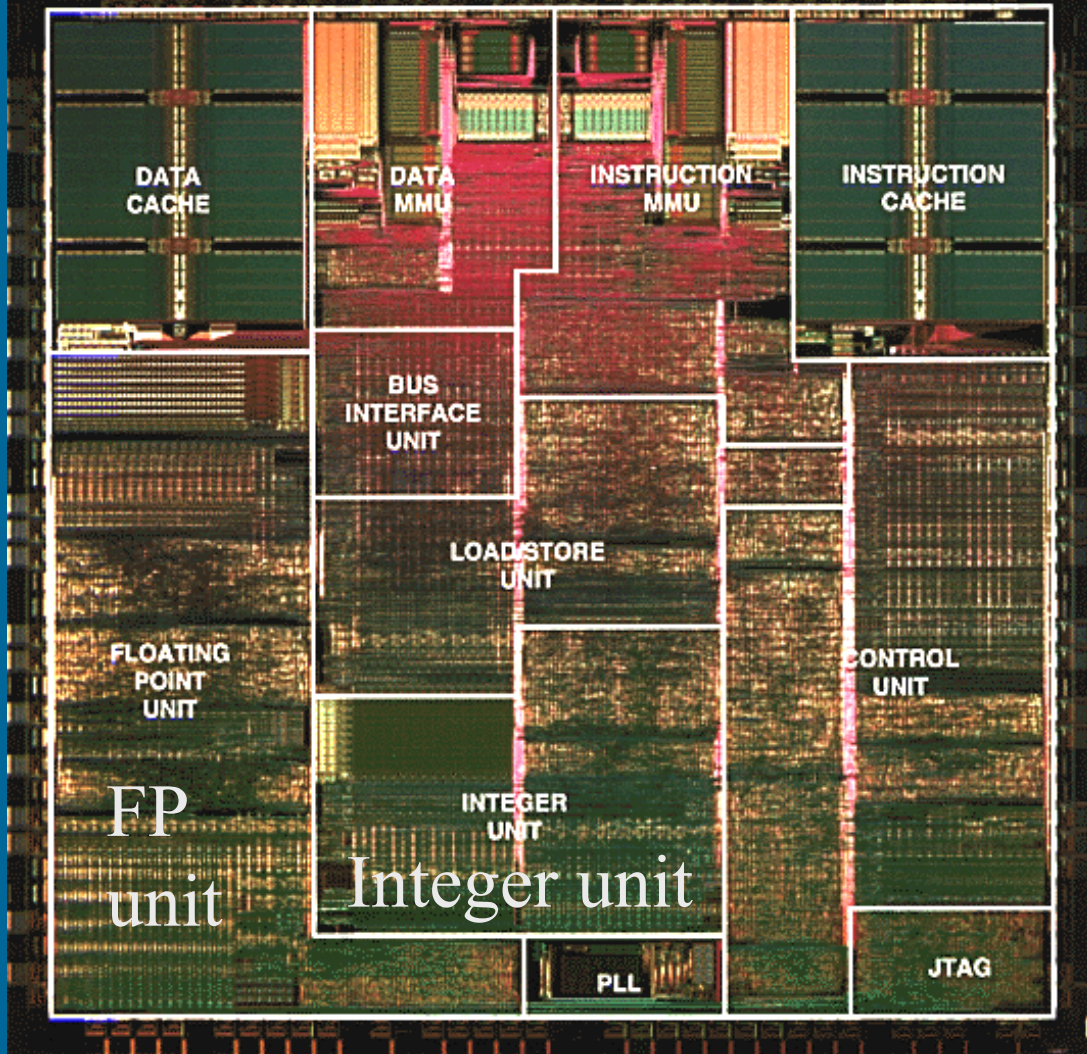 DATA
CACHE
DATA
MMU
INSTRUCTION
MMU
INSTRUCTION
CACHE
BUS
INTERFACE
UNIT
LOAD/STORE
UNIT
FLOATING
POINT
UNIT
CONTROL
UNIT
FP
unit
INTEGER
UNIT
Integer unit
PLL
JTAG